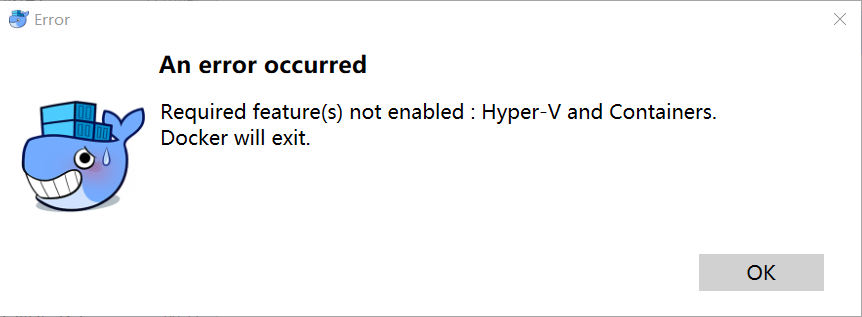 Error
An error occurred
Required feature(s) not enabled : Hyper-V and Containers.
Docker will exit.
OK